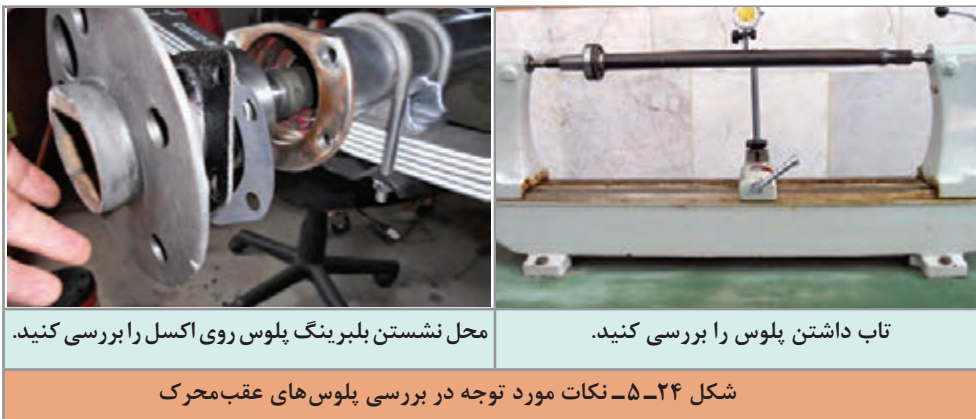 تاب داشتن پلوس را بررسی کنید.
محل نشستن بلبرینگ پلوس روی اکسل را بررسی کنید.
شکل ۲۴ـ ۵ ـ نکات مورد توجه در بررسی پلوس‌های عقب‌محرک